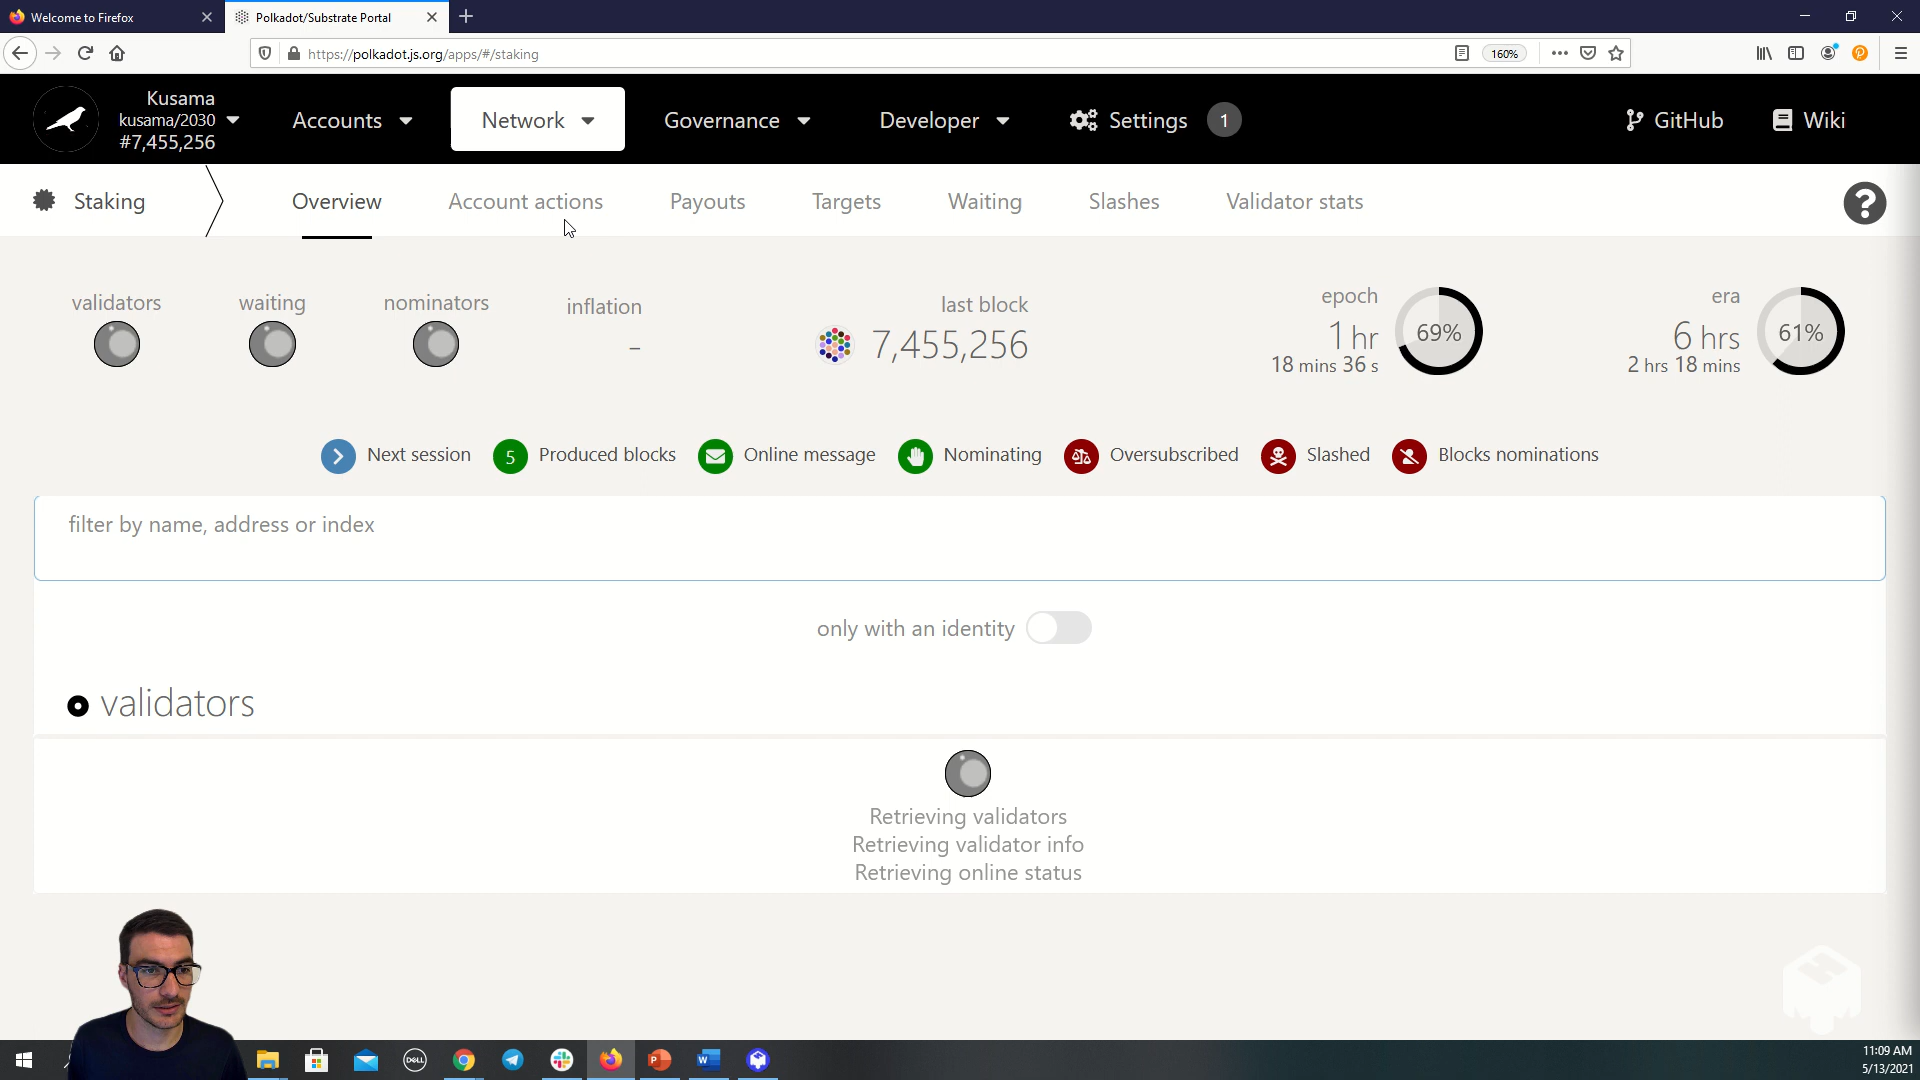 Welcome to Firefox
Polkadot/Substrate Portal
https://polkadot.js.org/apps/#/staking
160%
Kusama
kusama/2030
#7,455,256
Accounts
Network
Governance
Developer
Settings
1
GitHub
Wiki
Staking
Overview
Account actions
Payouts
Targets
Waiting
Slashes
Validator stats
?
validators
waiting
nominators
inflation
-
last block
7,455,256
epoch
1 hr
18 mins 36 s
69%
era
6 hrs
2 hrs 18 mins
61%
Next session
5
Produced blocks
Online message
Nominating
Oversubscribed
Slashed
Blocks nominations
filter by name, address or index
only with an identity
validators
Retrieving validators
Retrieving validator info
Retrieving online status
DELL
P
W
11:09 AM
5/13/2021